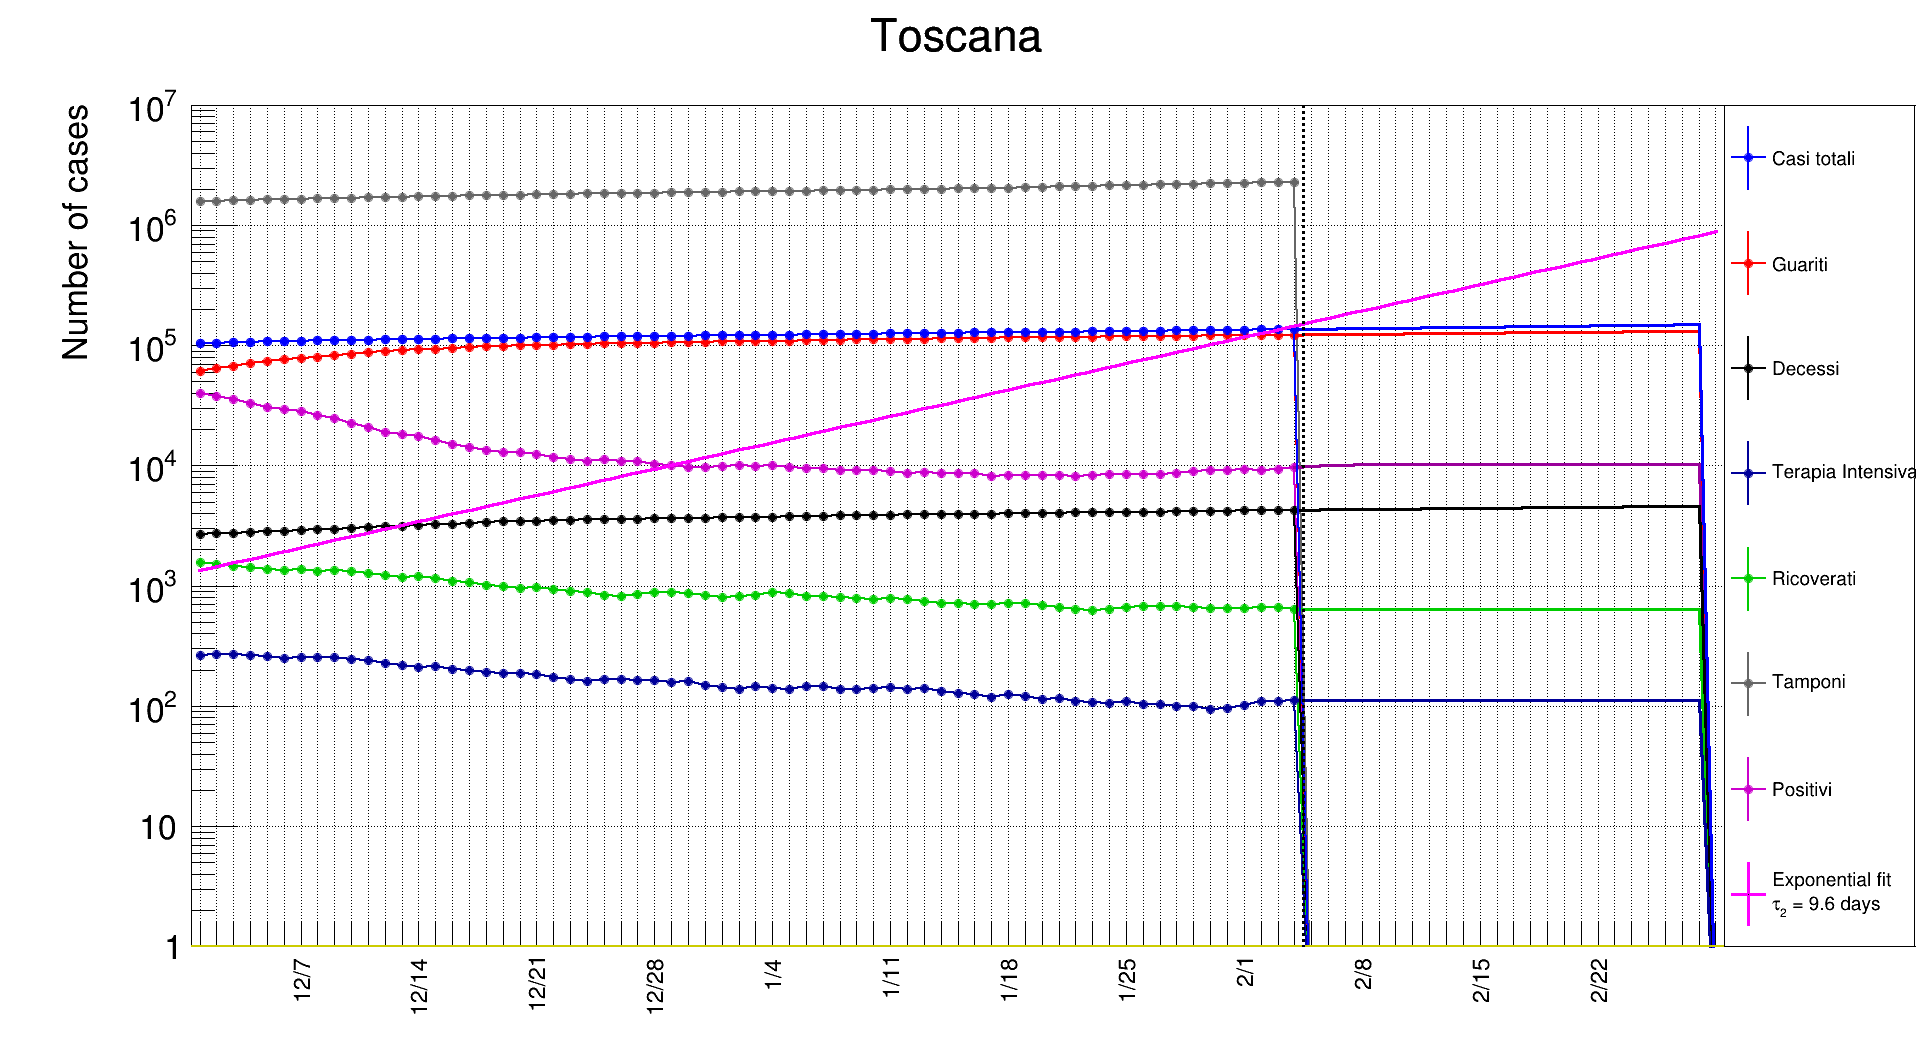 Toscana
Number of cases
10^7
10^6
10^5
10^4
10^3
10^2
10
1
12/7
12/14
12/21
12/28
1/4
1/11
1/18
1/25
2/1
2/8
2/15
2/22
Casi totali
Guariti
Decessi
Terapia Intensiva
Ricoverati
Tamponi
Positivi
Exponential fit
τ₂ = 9.6 days